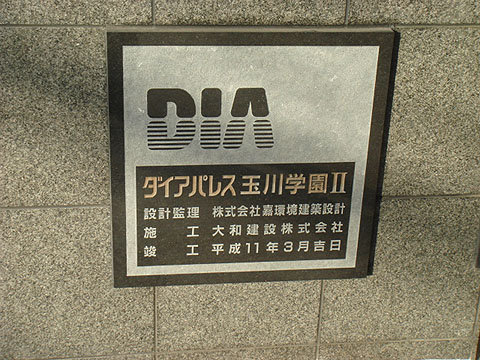 DIA
ダイアパレス玉川学園II
設計監理 株式会社嘉環境建築設計
施工 大和建設株式会社
竣工 平成11年3月吉日